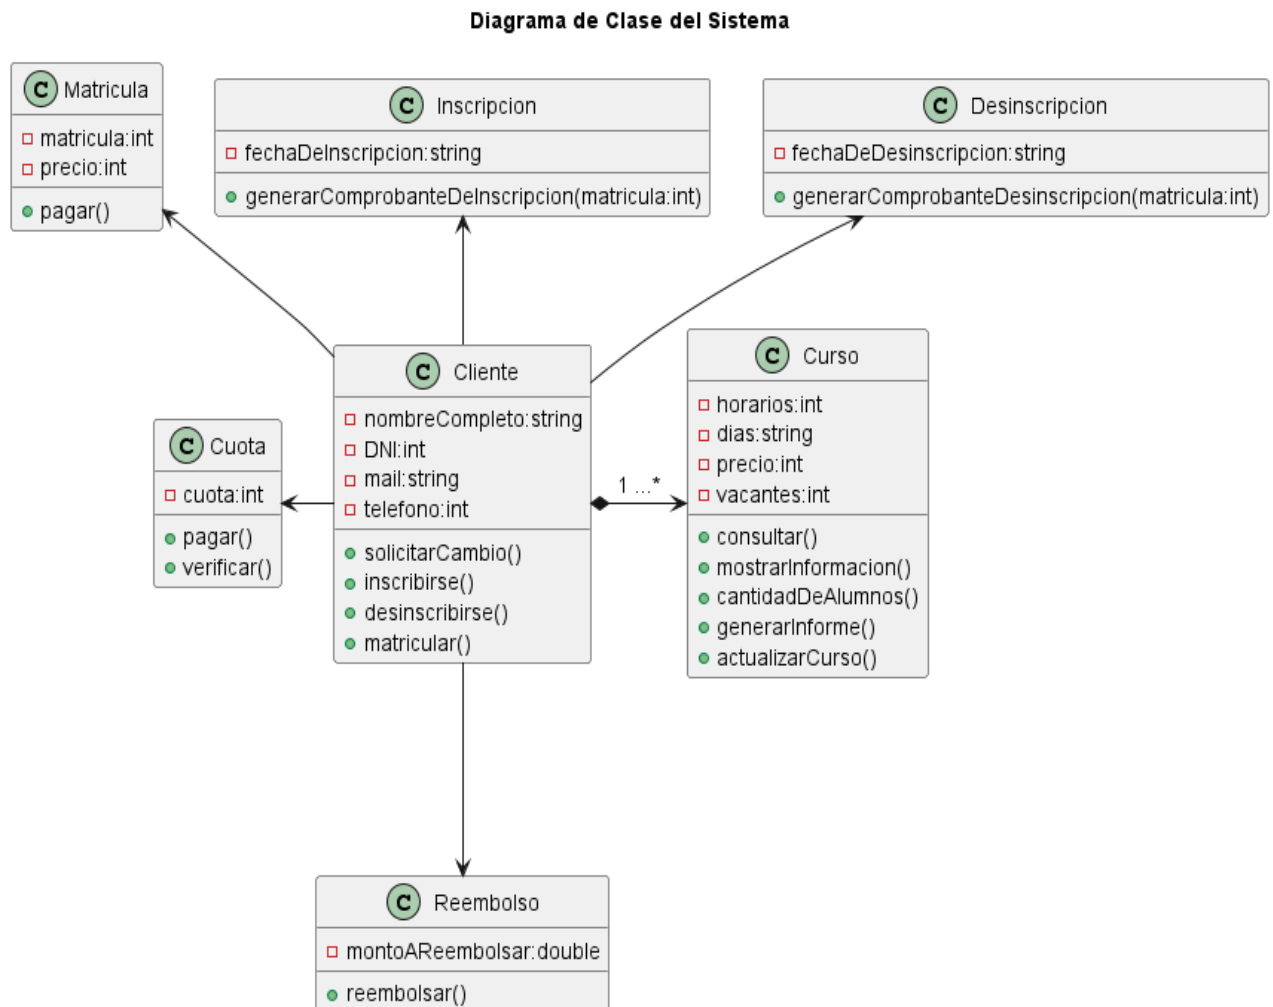 Diagrama de Clase del Sistema
C Matricula
matricula:int
precio:int
pagar()
C Inscripcion
fechaDeInscripcion:string
generarComprobanteDeInscripcion(matricula:int)
C Desinscripcion
fechaDeDesinscripcion:string
generarComprobanteDesinscripcion(matricula:int)
C Cuota
cuota:int
pagar()
verificar()
C Cliente
nombreCompleto:string
DNI:int
mail:string
telefono:int
solicitarCambio()
inscribirse()
desinscribirse()
matricular()
1 ...*
C Curso
horarios:int
dias:string
precio:int
vacantes:int
consultar()
mostrarInformacion()
cantidadDeAlumnos()
generarInforme()
actualizarCurso()
C Reembolso
montoAReembolsar:double
reembolsar()